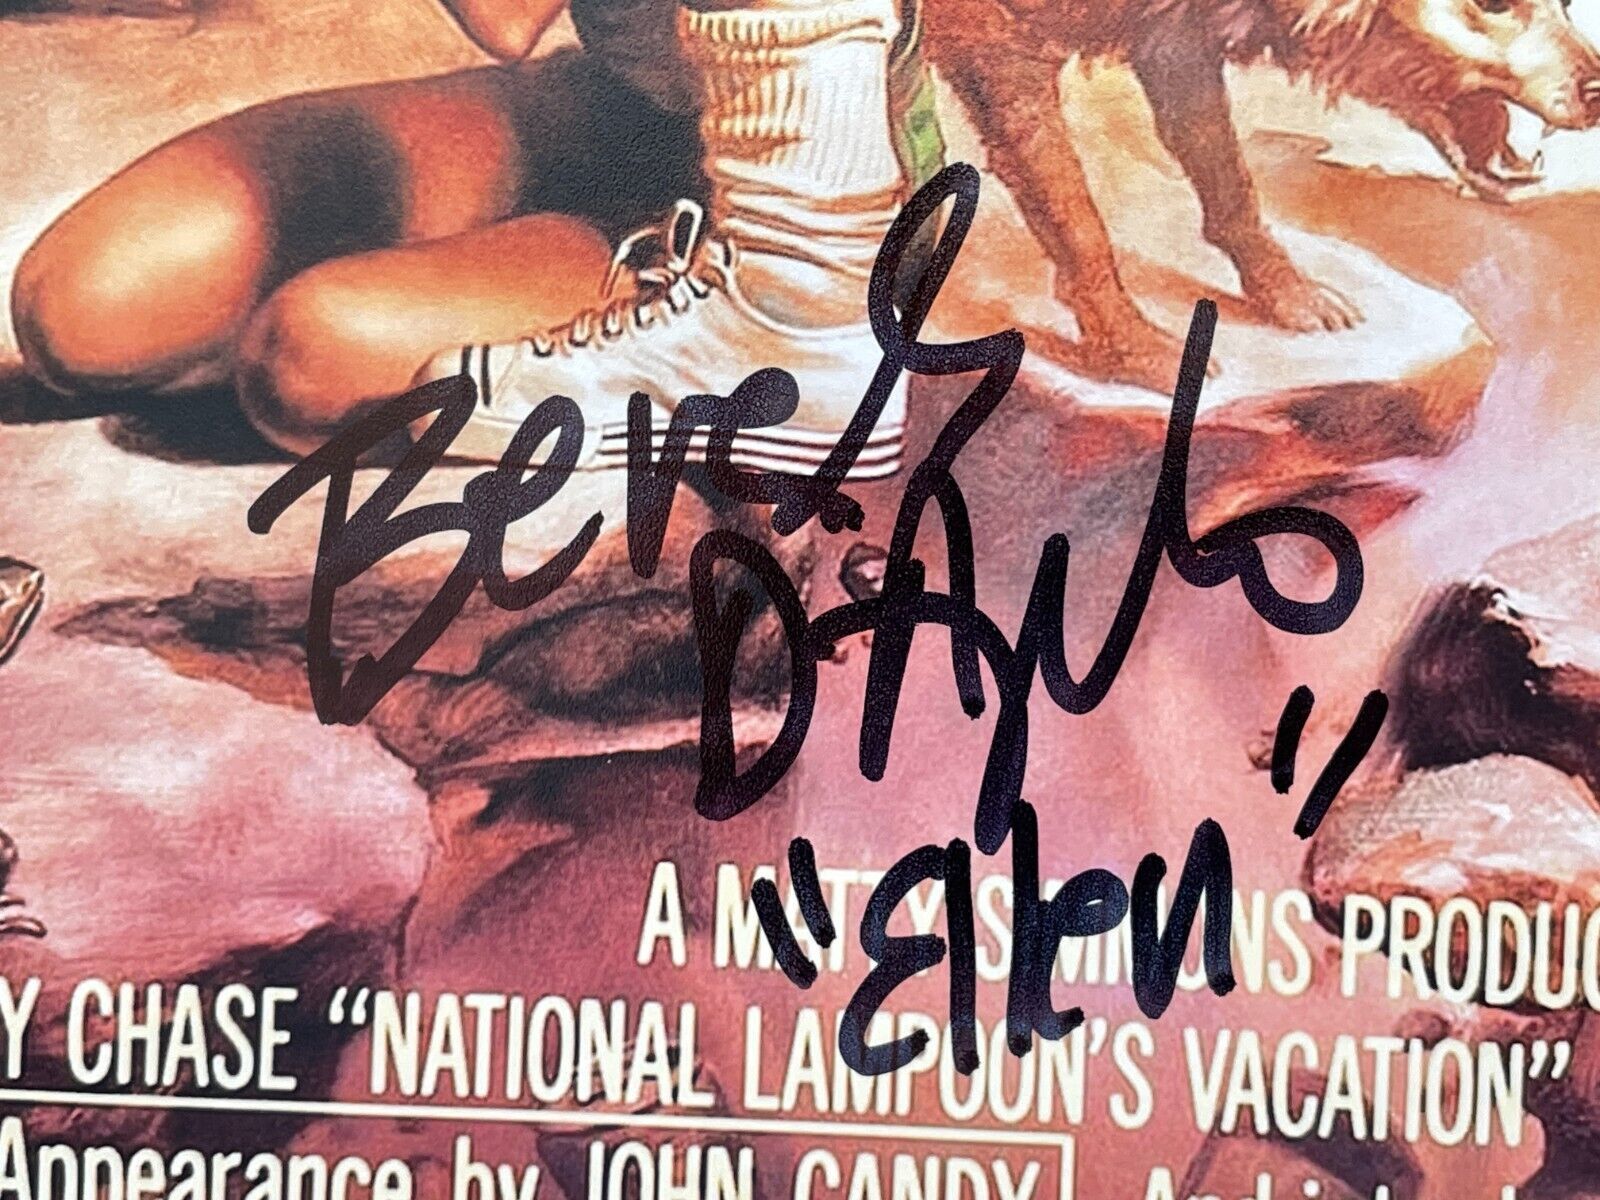 Beverly
D'Angelo
"Ellen"
A MATTY SIMMONS PRODUC
Y CHASE "NATIONAL LAMPOON'S VACATION"
Appearance by JOHN CANDY